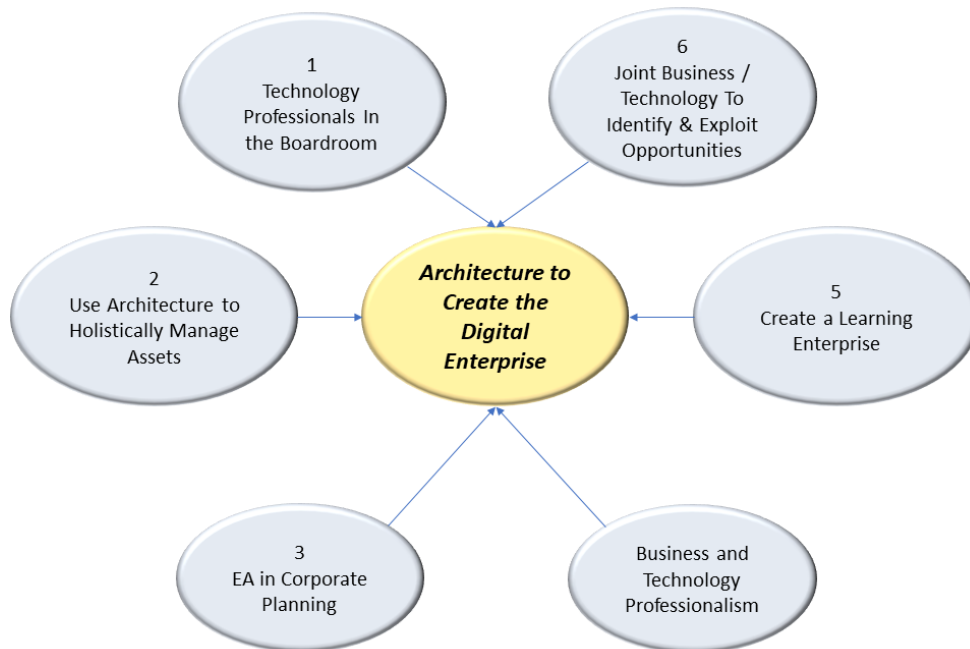 1
Technology
Professionals In
the Boardroom
6
Joint Business /
Technology To
Identify & Exploit
Opportunities
2
Use Architecture to
Holistically Manage
Assets
Architecture to
Create the
Digital
Enterprise
5
Create a Learning
Enterprise
3
EA in Corporate
Planning
Business and
Technology
Professionalism